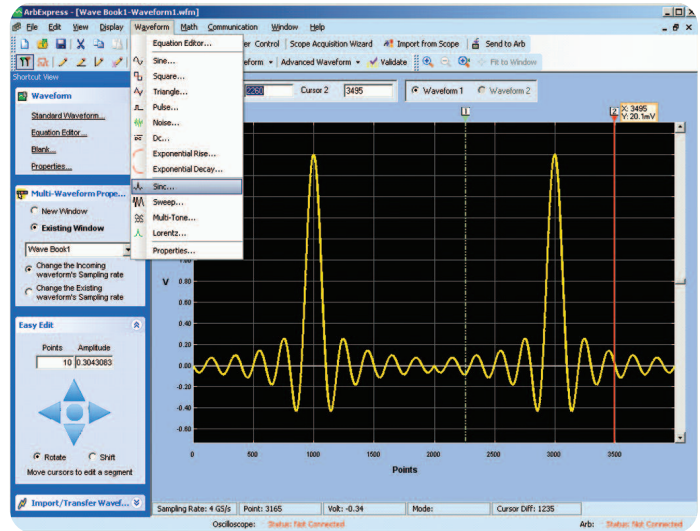 ArbExpress - [Wave Book1-Waveform1.wfm]
File Edit View Display Waveform Math Communication Window Help
er Control Scope Acquisition Wizard Import from Scope Send to Arb
eform Advanced Waveform Validate Fit to Window
Shortcut View
Waveform
Standard Waveform...
Equation Editor...
Blank...
Properties...
Multi-Waveform Prope...
New Window
Existing Window
Wave Book1
Change the Incoming
waveform's Sampling rate
Change the Existing
waveform's Sampling rate
Easy Edit
Points Amplitude
10 0.3043083
Rotate Shift
Move cursors to edit a segment
Import/Transfer Wavef...
Equation Editor...
Sine...
Square...
Triangle...
Pulse...
Noise...
Dc...
Exponential Rise...
Exponential Decay...
Sinc...
Sweep...
Multi-Tone...
Lorentz...
Properties...
2260 Cursor 2 3495 Waveform 1 Waveform 2
1
2 X: 3495
Y: 20.1mV
1.00
V 0.80
0.60
0.40
0.20
0.00
-0.20
-0.40
-0.60
0 500 1000 1500 2000 2500 3000 3500
Points
Sampling Rate: 4 GS/s Point: 3165 Volt: -0.34 Mode: Cursor Diff: 1235
Oscilloscope: Status: Not Connected Arb: Status: Not Connected